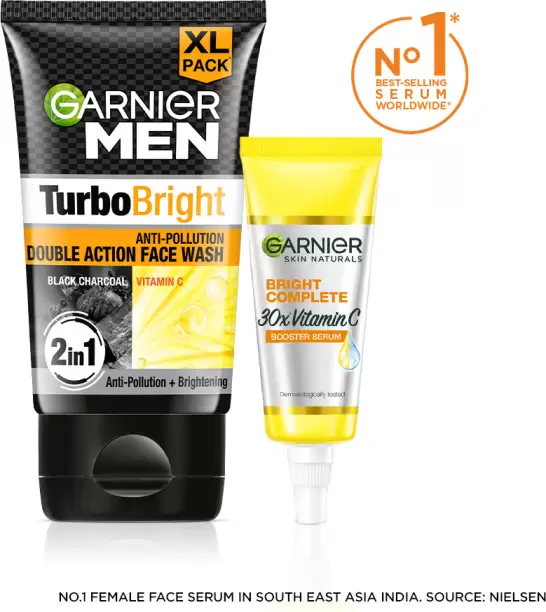 XL
PACK
GARNIER
MEN
TurboBright
ANTI-POLLUTION
DOUBLE ACTION FACE WASH
BLACK CHARCOAL VITAMIN C
2in1
Anti-Pollution + Brightening
No 1*
BEST-SELLING
SERUM
WORLDWIDE*
GARNIER
SKIN NATURALS
BRIGHT
COMPLETE
30x Vitamin C
BOOSTER SERUM
Dermatologically tested
NO.1 FEMALE FACE SERUM IN SOUTH EAST ASIA INDIA. SOURCE: NIELSEN